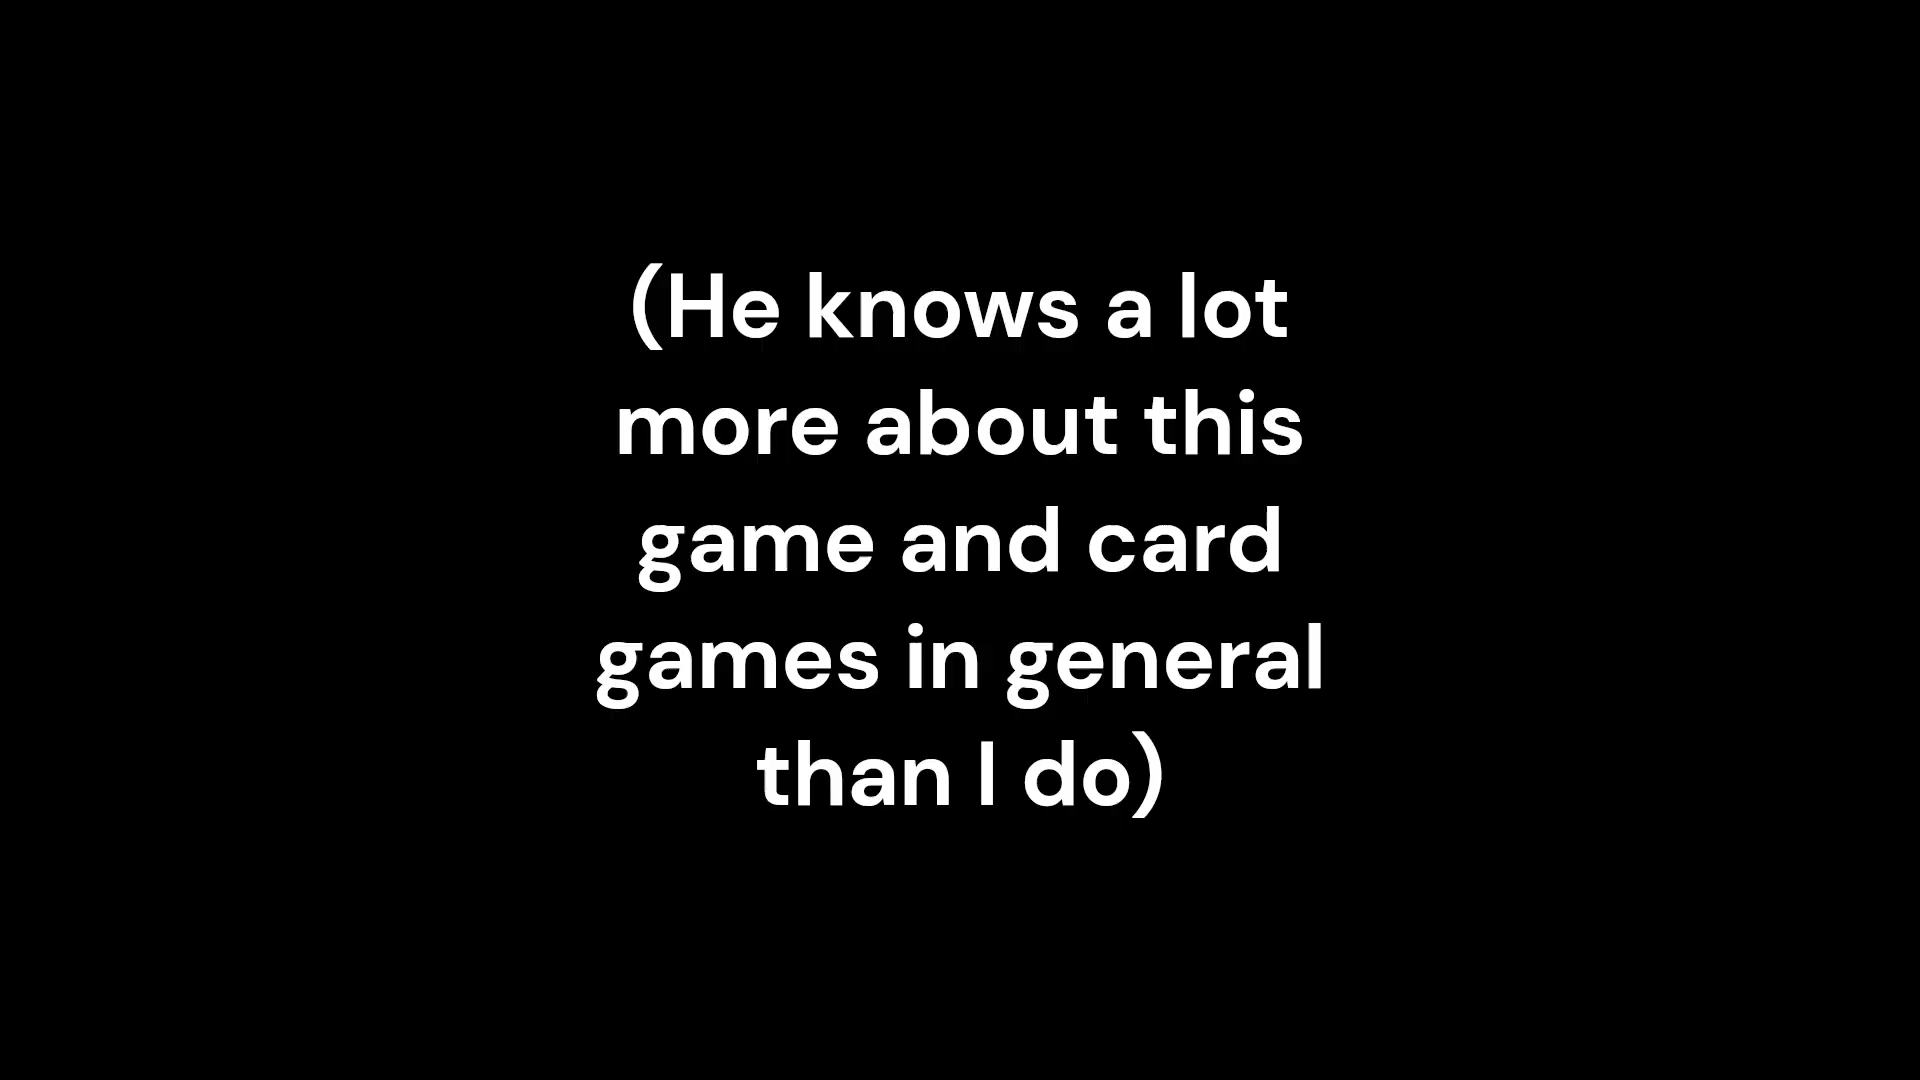 (He knows a lot
more about this
game and card
games in general
than I do)